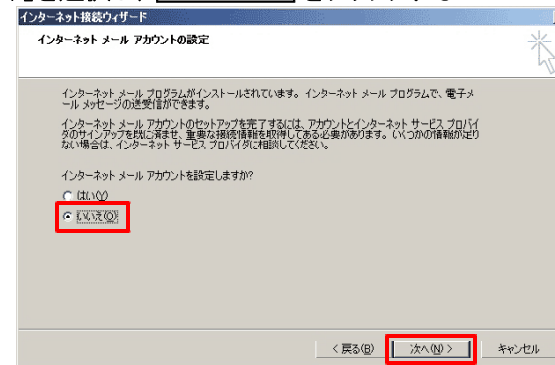 インターネット接続ウィザード
インターネット メール アカウントの設定
インターネット メール プログラムがインストールされています。 インターネット メール プログラムで、電子メ
ール メッセージの送受信ができます。
インターネット メール アカウントのセットアップを完了するには、アカウントとインターネット サービス プロバイ
ダのサインアップを既に済ませ、重要な接続情報を取得してある必要があります。いくつかの情報が足り
ない場合は、インターネット サービス プロバイダに相談してください。
インターネット メール アカウントを設定しますか?
はい(Y)
いいえ(O)
< 戻る(B)
次へ(N) >
キャンセル